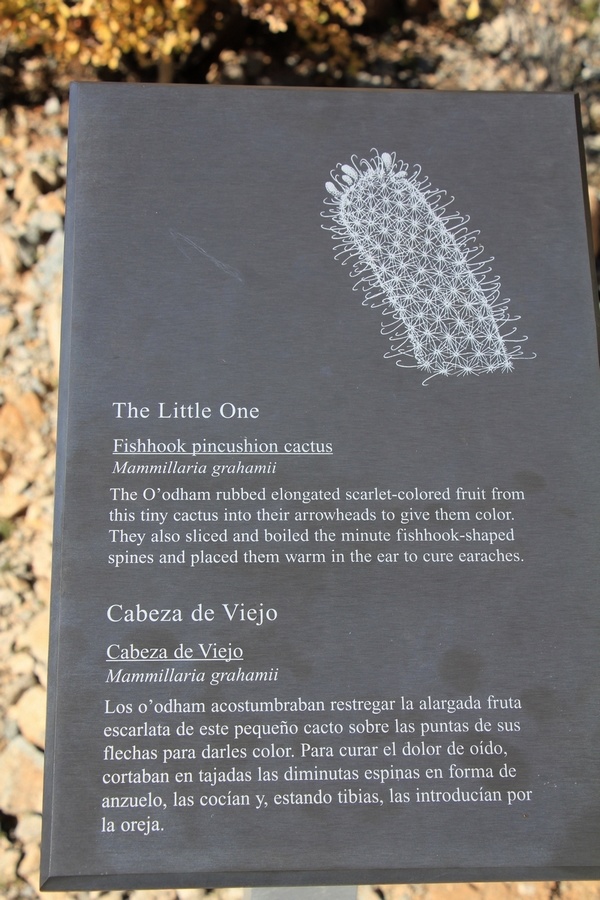 The Little One
Fishhook pincushion cactus
Mammillaria grahamii
The O'odham rubbed elongated scarlet-colored fruit from
this tiny cactus into their arrowheads to give them color.
They also sliced and boiled the minute fishhook-shaped
spines and placed them warm in the ear to cure earaches.
Cabeza de Viejo
Cabeza de Viejo
Mammillaria grahamii
Los o'odham acostumbraban restregar la alargada fruta
escarlata de este pequeño cacto sobre las puntas de sus
flechas para darles color. Para curar el dolor de oído,
cortaban en tajadas las diminutas espinas en forma de
anzuelo, las cocían y, estando tibias, las introducían por
la oreja.